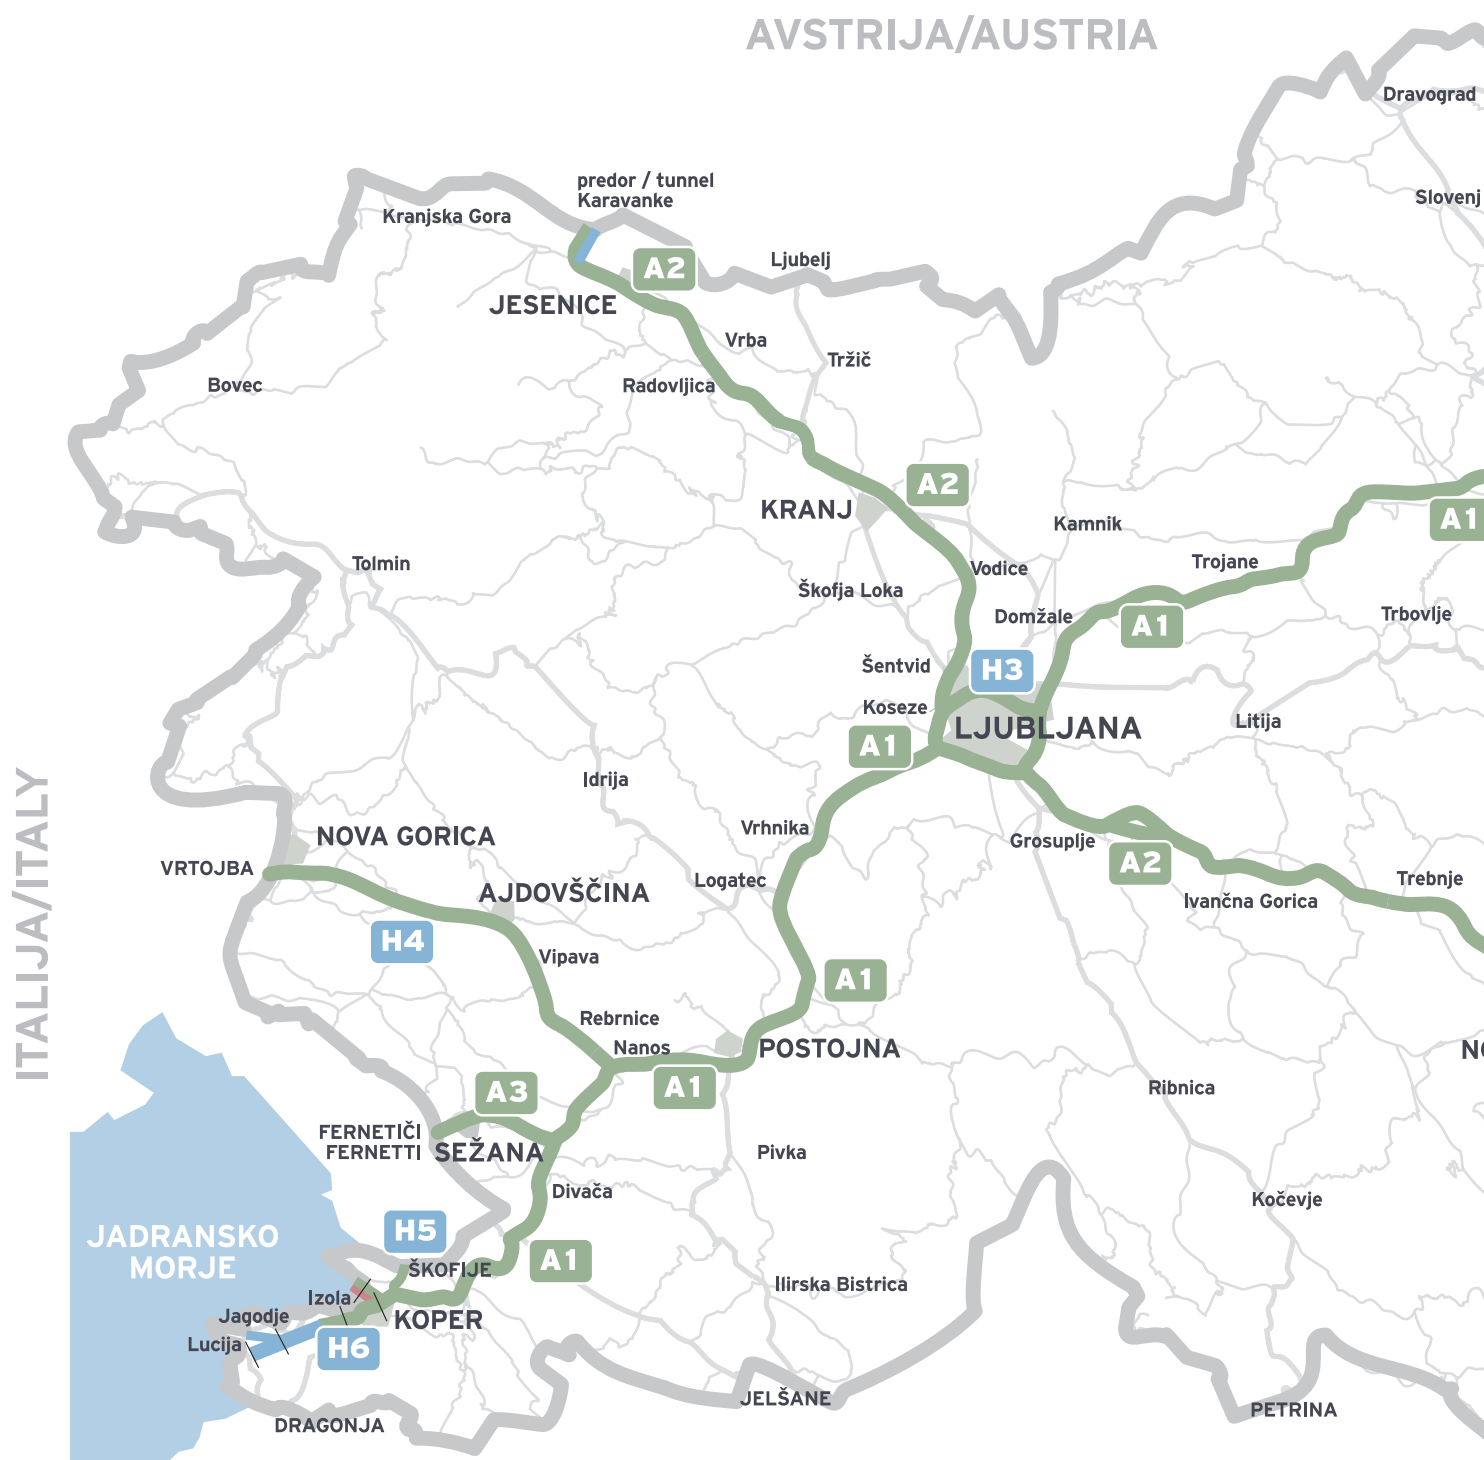 AVSTRIJA/AUSTRIA
Dravograd
predor / tunnel
Karavanke
Slovenj
Kranjska Gora
Ljubelj
A2
JESENICE
Vrba
Tržič
Radovljica
Bovec
A2
KRANJ
A1
Kamnik
Tolmin
Trojane
Vodice
Škofja Loka
Domžale
Trbovlje
A1
Šentvid
H3
Koseze
Litija
LJUBLJANA
A1
Idrija
ITALIJA/ITALY
Vrhnika
NOVA GORICA
Grosuplje
VRTOJBA
A2
Logatec
Trebnje
AJDOVŠČINA
Ivančna Gorica
H4
Vipava
A1
Rebrnice
Nanos
POSTOJNA
NO
A1
Ribnica
A3
FERNETIČI
FERNETTI
SEŽANA
Pivka
Divača
Kočevje
H5
JADRANSKO
MORJE
A1
ŠKOFIJE
Ilirska Bistrica
Izola
Jagodje
KOPER
Lucija
H6
JELŠANE
PETRINA
DRAGONJA